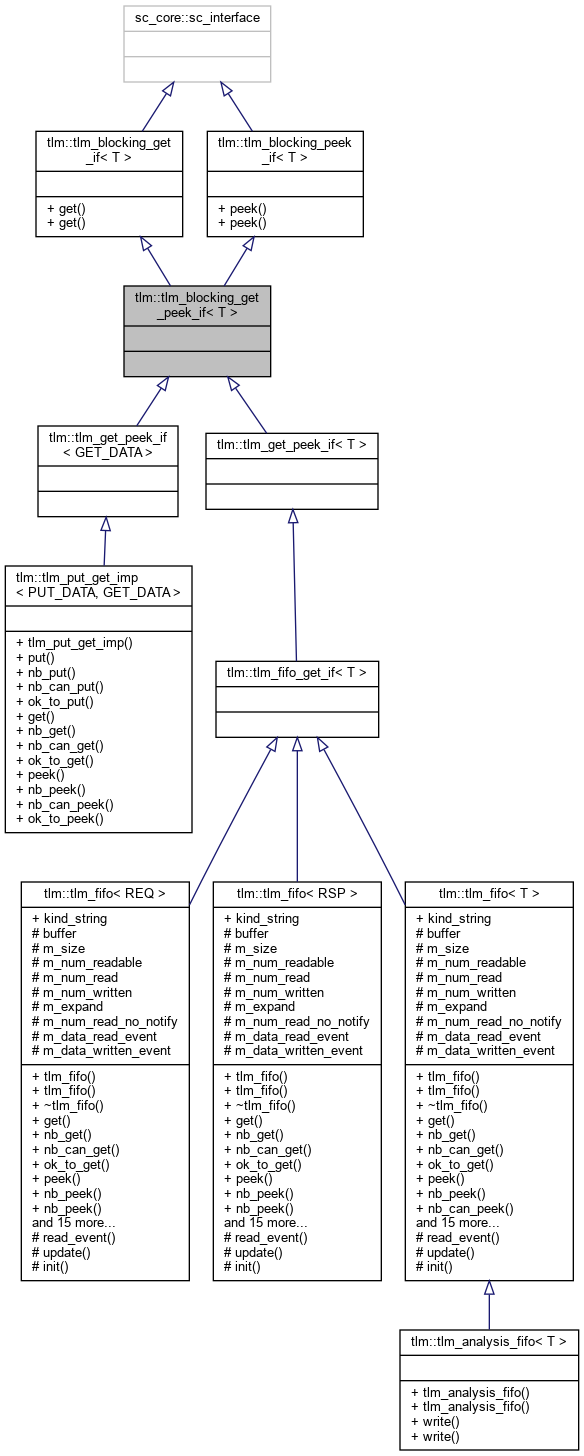 sc_core::sc_interface
tlm::tlm_blocking_get
_if< T >
+ get()
+ get()
tlm::tlm_blocking_peek
_if< T >
+ peek()
+ peek()
tlm::tlm_blocking_get
_peek_if< T >
tlm::tlm_get_peek_if
< GET_DATA >
tlm::tlm_get_peek_if< T >
tlm::tlm_put_get_imp
< PUT_DATA, GET_DATA >
+ tlm_put_get_imp()
+ put()
+ nb_put()
+ nb_can_put()
+ ok_to_put()
+ get()
+ nb_get()
+ nb_can_get()
+ ok_to_get()
+ peek()
+ nb_peek()
+ nb_can_peek()
+ ok_to_peek()
tlm::tlm_fifo_get_if< T >
tlm::tlm_fifo< REQ >
+ kind_string
# buffer
# m_size
# m_num_readable
# m_num_read
# m_num_written
# m_expand
# m_num_read_no_notify
# m_data_read_event
# m_data_written_event
+ tlm_fifo()
+ tlm_fifo()
+ ~tlm_fifo()
+ get()
+ nb_get()
+ nb_can_get()
+ ok_to_get()
+ peek()
+ nb_peek()
+ nb_peek()
and 15 more...
# read_event()
# update()
# init()
tlm::tlm_fifo< RSP >
+ kind_string
# buffer
# m_size
# m_num_readable
# m_num_read
# m_num_written
# m_expand
# m_num_read_no_notify
# m_data_read_event
# m_data_written_event
+ tlm_fifo()
+ tlm_fifo()
+ ~tlm_fifo()
+ get()
+ nb_get()
+ nb_can_get()
+ ok_to_get()
+ peek()
+ nb_peek()
+ nb_peek()
and 15 more...
# read_event()
# update()
# init()
tlm::tlm_fifo< T >
+ kind_string
# buffer
# m_size
# m_num_readable
# m_num_read
# m_num_written
# m_expand
# m_num_read_no_notify
# m_data_read_event
# m_data_written_event
+ tlm_fifo()
+ tlm_fifo()
+ ~tlm_fifo()
+ get()
+ nb_get()
+ nb_can_get()
+ ok_to_get()
+ peek()
+ nb_peek()
+ nb_can_peek()
and 15 more...
# read_event()
# update()
# init()
tlm::tlm_analysis_fifo< T >
+ tlm_analysis_fifo()
+ tlm_analysis_fifo()
+ write()
+ write()